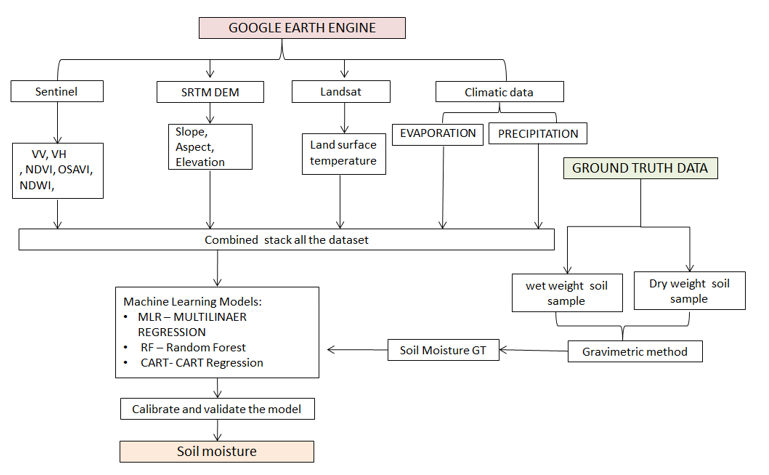 GOOGLE EARTH ENGINE
Sentinel
SRTM DEM
Landsat
Climatic data
VV, VH
, NDVI, OSAVI,
NDWI,
Slope,
Aspect,
Elevation
Land surface
temperature
EVAPORATION
PRECIPITATION
GROUND TRUTH DATA
Combined stack all the dataset
wet weight soil
sample
Dry weight soil
sample
Machine Learning Models:
• MLR – MULTILINAER
REGRESSION
• RF – Random Forest
• CART- CART Regression
Soil Moisture GT
Gravimetric method
Calibrate and validate the model
Soil moisture